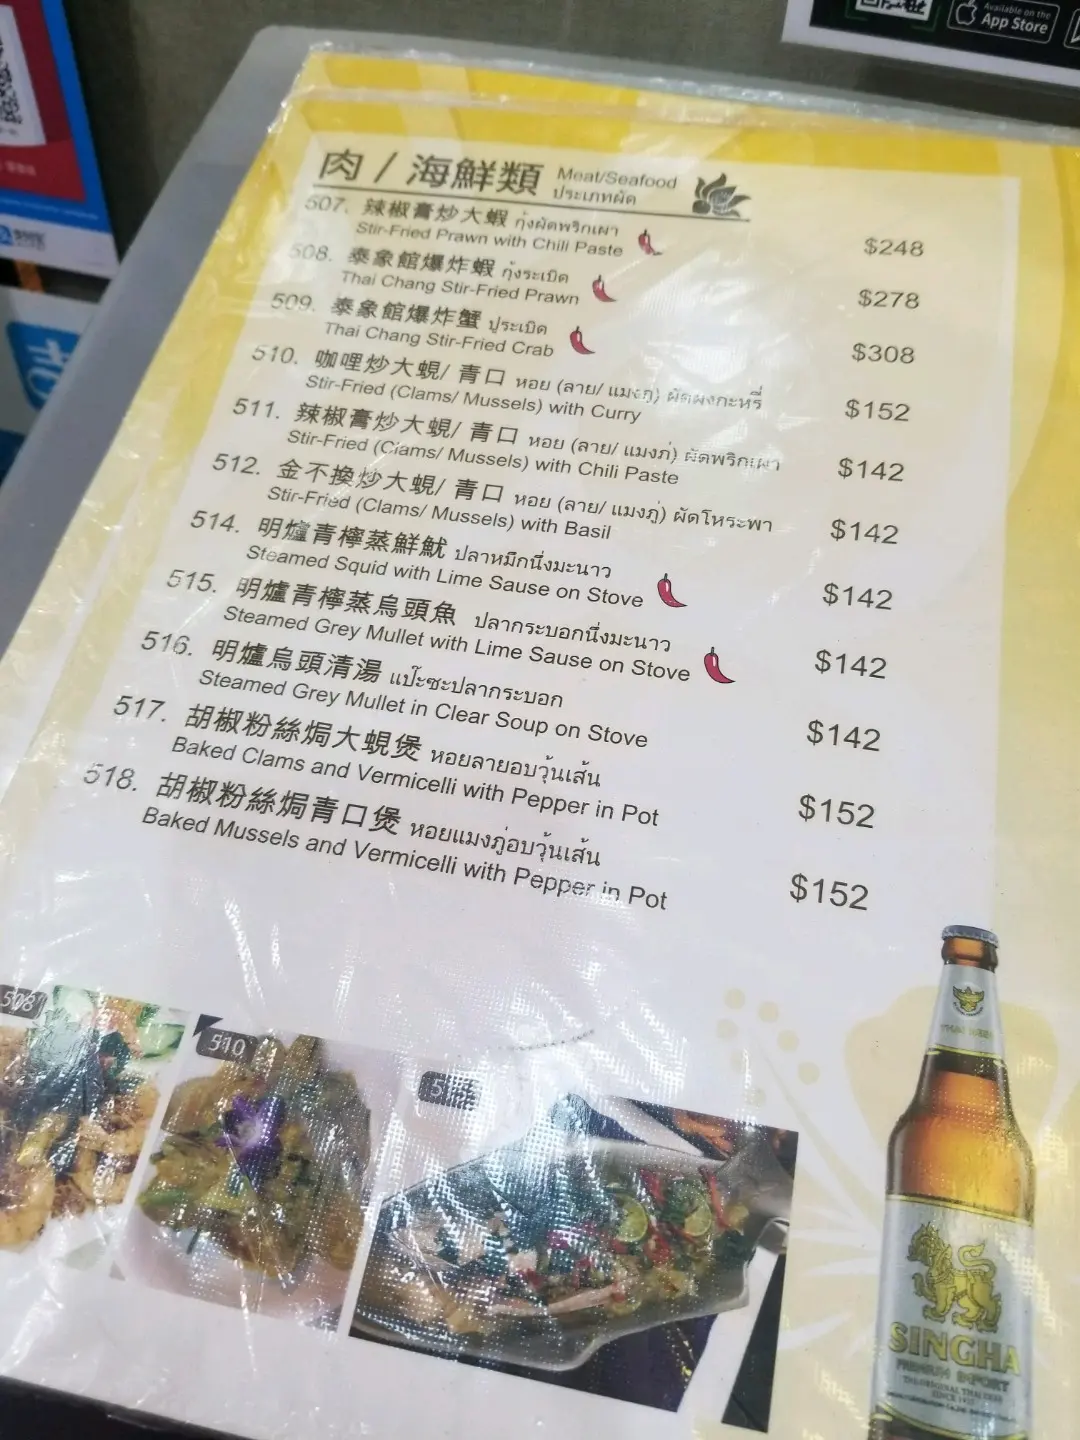 Available on the
App Store
肉 / 海鮮類 Meat/Seafood
ประเภทผัด
507. 辣椒膏炒大蝦 กุ้งผัดพริกเผา
Stir-Fried Prawn with Chili Paste
$248
508. 泰象館爆炸蝦 กุ้งระเบิด
Thai Chang Stir-Fried Prawn
$278
509. 泰象館爆炸蟹 ปูระเบิด
Thai Chang Stir-Fried Crab
$308
510. 咖哩炒大蜆/ 青口 หอย (ลาย/ แมงภู่) ผัดผงกะหรี่
Stir-Fried (Clams/ Mussels) with Curry
$152
511. 辣椒膏炒大蜆/ 青口 หอย (ลาย/ แมงภู่) ผัดพริกเผา
Stir-Fried (Clams/ Mussels) with Chili Paste
$142
512. 金不換炒大蜆/ 青口 หอย (ลาย/ แมงภู่) ผัดโหระพา
Stir-Fried (Clams/ Mussels) with Basil
$142
514. 明爐青檸蒸鮮魷 ปลาหมึกนึ่งมะนาว
Steamed Squid with Lime Sause on Stove
$142
515. 明爐青檸蒸烏頭魚 ปลากระบอกนึ่งมะนาว
Steamed Grey Mullet with Lime Sause on Stove
$142
516. 明爐烏頭清湯 แป๊ะซะปลากระบอก
Steamed Grey Mullet in Clear Soup on Stove
$142
517. 胡椒粉絲焗大蜆煲 หอยลายอบวุ้นเส้น
Baked Clams and Vermicelli with Pepper in Pot
$152
518. 胡椒粉絲焗青口煲 หอยแมงภู่อบวุ้นเส้น
Baked Mussels and Vermicelli with Pepper in Pot
$152
508
510
THAI BEER
SINGHA
PREMIUM IMPORT
THE ORIGINAL THAI BEER
SINCE